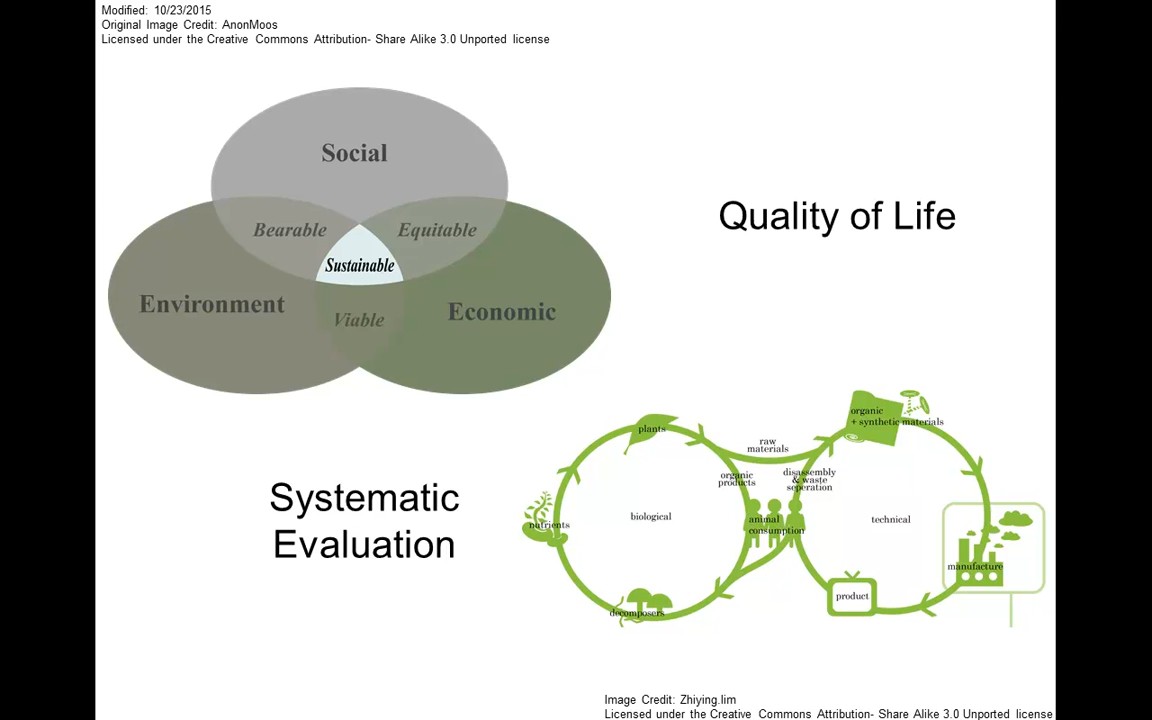 Modified: 10/23/2015
Original Image Credit: AnonMoos
Licensed under the Creative Commons Attribution- Share Alike 3.0 Unported license
Social
Bearable
Equitable
Sustainable
Environment
Economic
Viable
Quality of Life
Systematic
Evaluation
plants
raw
materials
organic
+ synthetic materials
organic
products
disassembly
& waste
seperation
nutrients
biological
animal
consumption
technical
manufacture
product
decomposers
Image Credit: Zhiying.lim
Licensed under the Creative Commons Attribution- Share Alike 3.0 Unported license